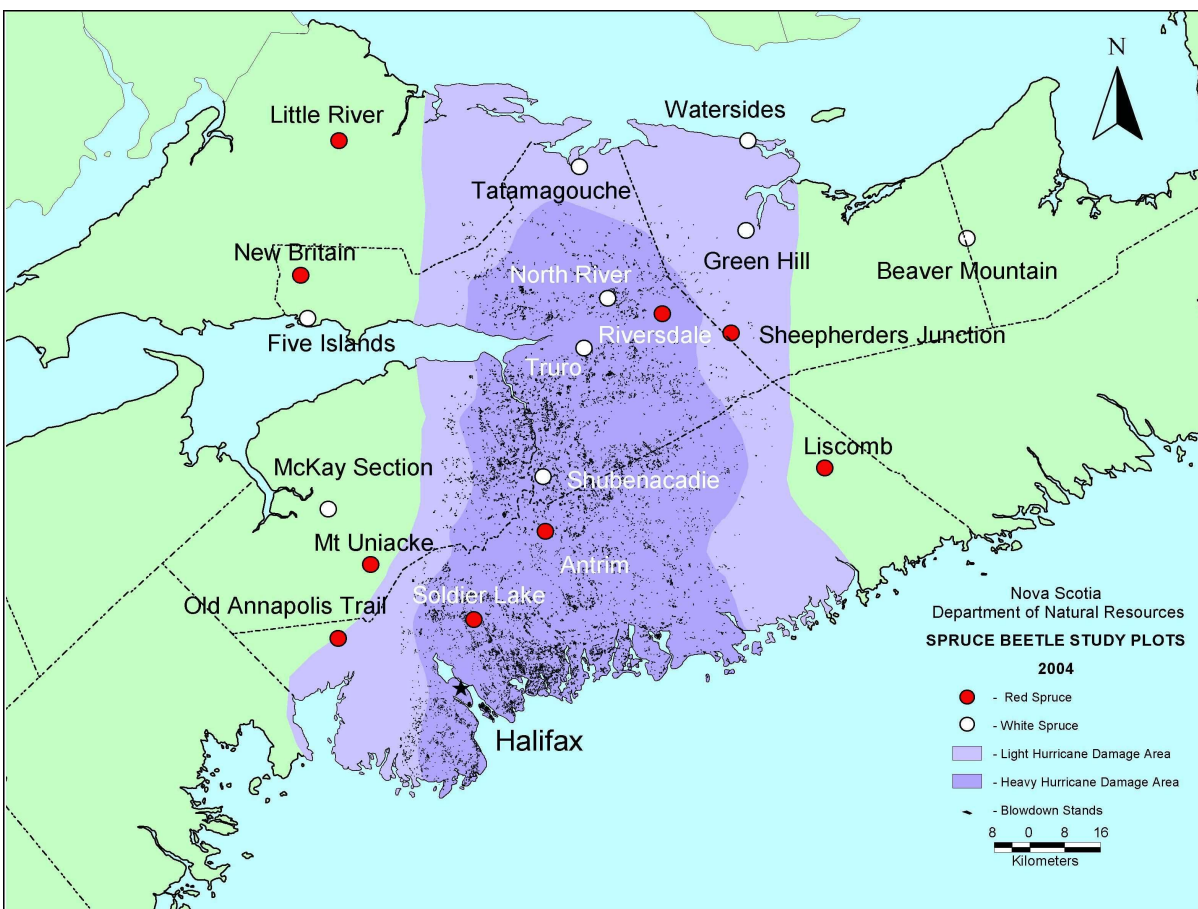 N
Little River
Watersides
Tatamagouche
New Britain
Green Hill
Beaver Mountain
North River
Five Islands
Riversdale
Sheepherders Junction
Truro
McKay Section
Liscomb
Shubenacadie
Mt Uniacke
Antrim
Old Annapolis Trail
Soldier Lake
Halifax
Nova Scotia
Department of Natural Resources
SPRUCE BEETLE STUDY PLOTS
2004
- Red Spruce
- White Spruce
- Light Hurricane Damage Area
- Heavy Hurricane Damage Area
- Blowdown Stands
8 0 8 16
Kilometers